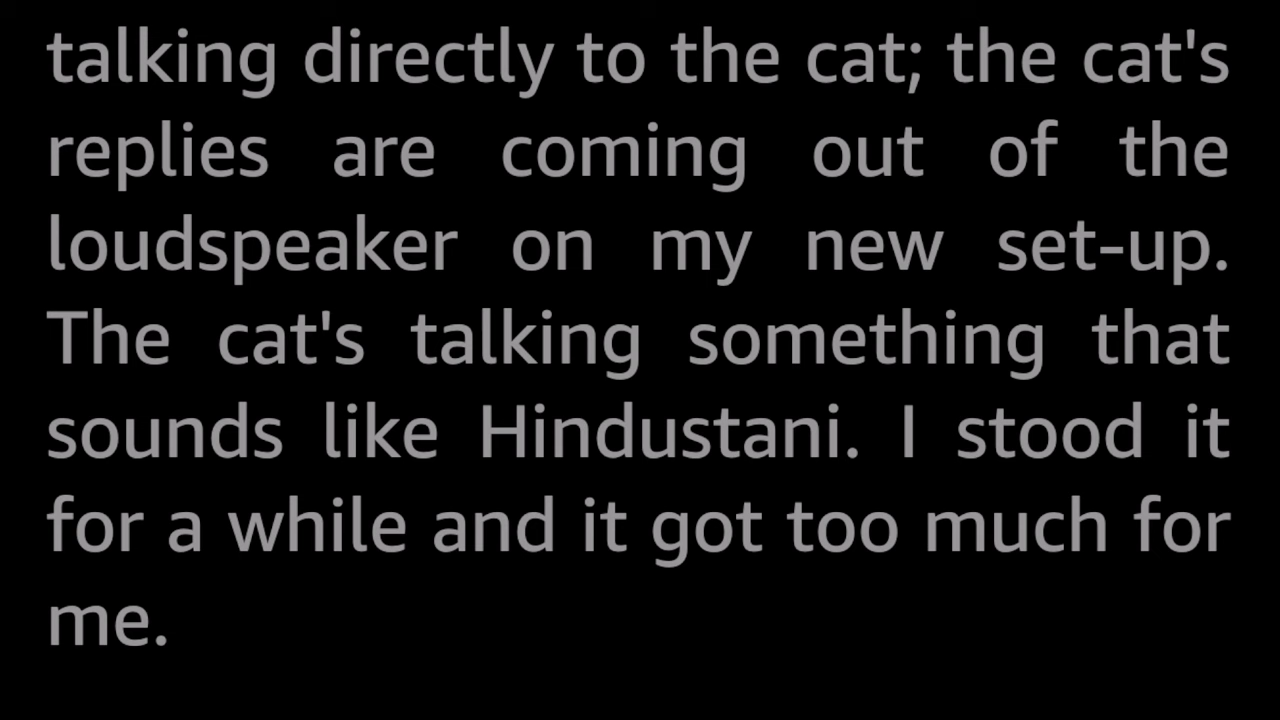 talking directly to the cat; the cat's
replies are coming out of the
loudspeaker on my new set-up.
The cat's talking something that
sounds like Hindustani. I stood it
for a while and it got too much for
me.